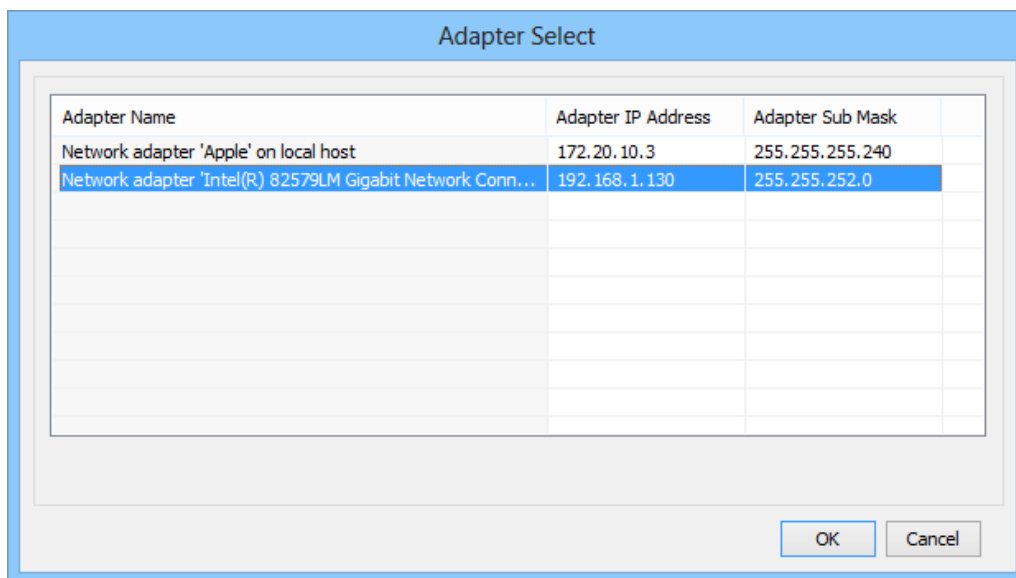 Adapter Select
Adapter Name Adapter IP Address Adapter Sub Mask
Network adapter 'Apple' on local host 172.20.10.3 255.255.255.240
Network adapter 'Intel(R) 82579LM Gigabit Network Conn... 192.168.1.130 255.255.252.0
OK Cancel